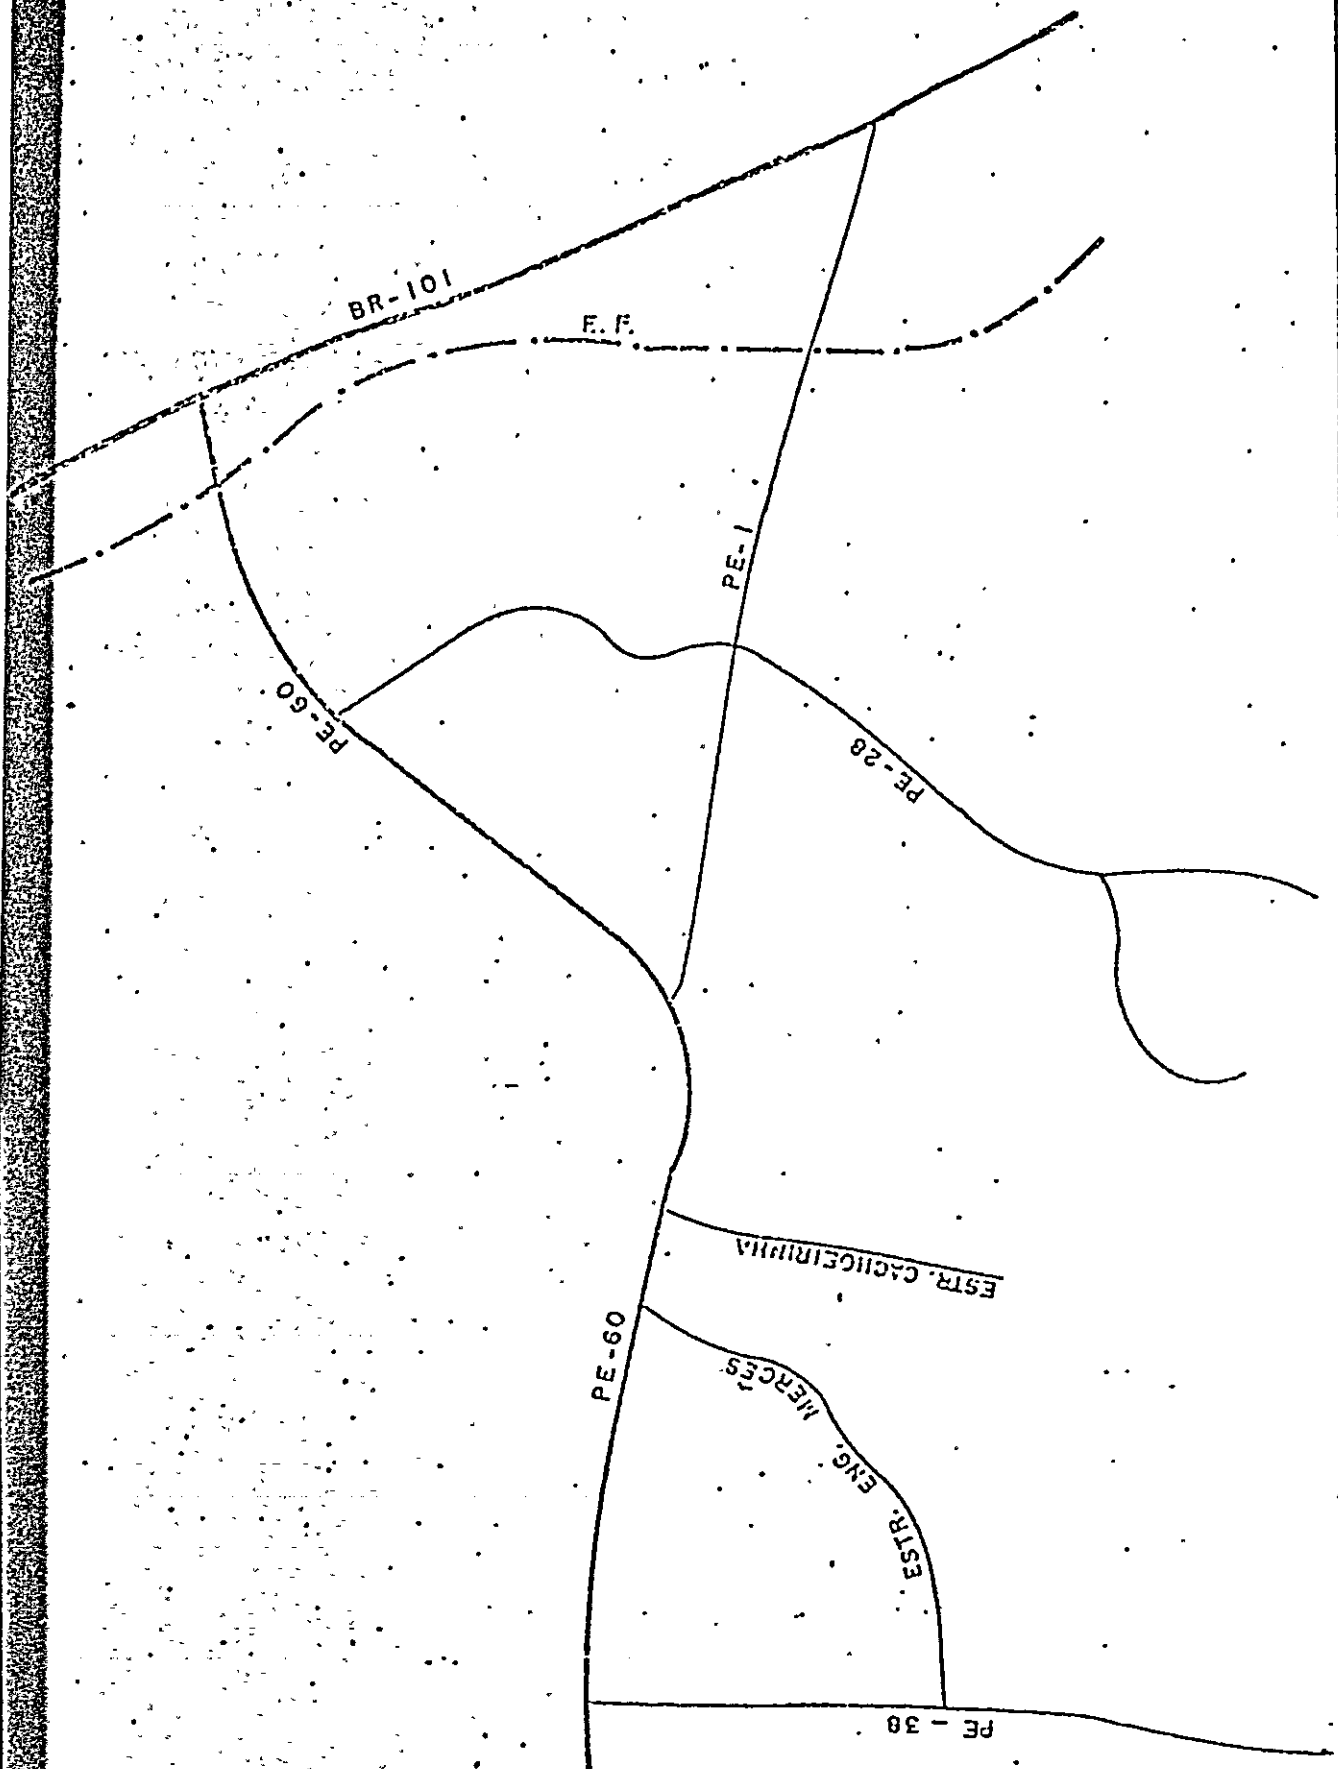 BR-101
E. F.
PE-1
PE-60
PE-28
ESTR. CACHOEIRINHA
PE-60
ESTR. ENG. MERCÊS
PE-38